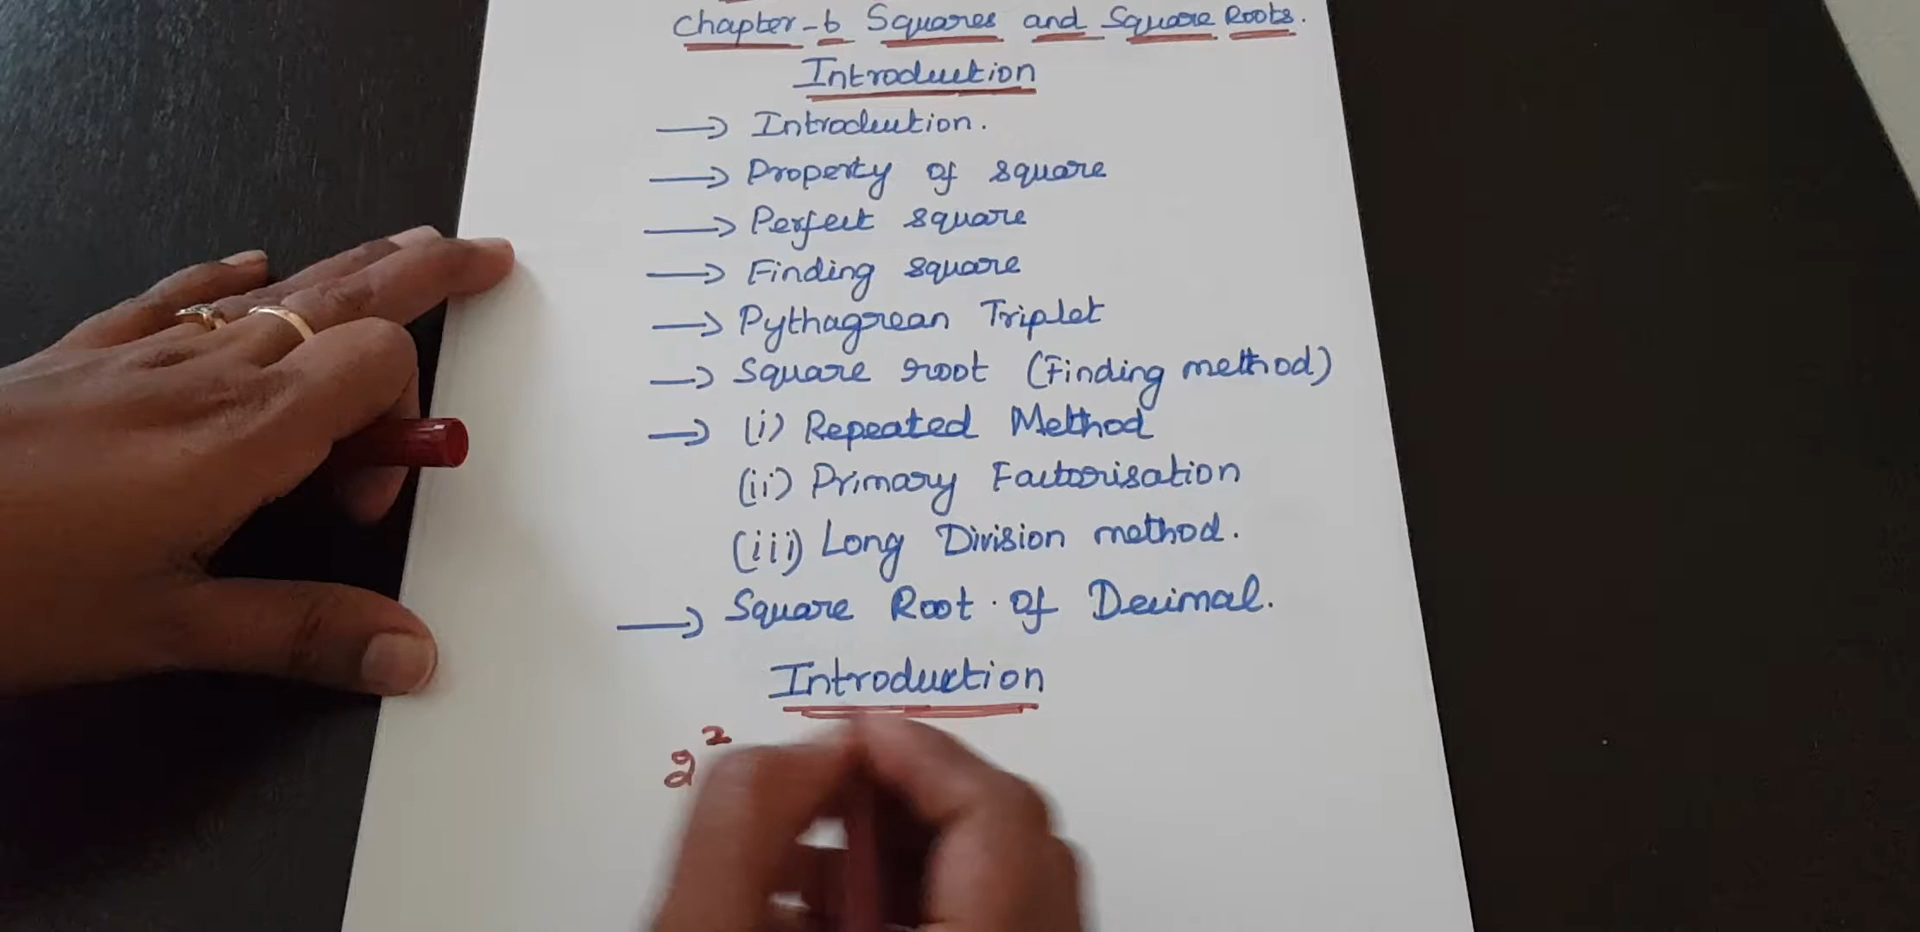 Chapter-6 Squares and Square Roots.
Introduction
→ Introduction.
→ Property of square
→ Perfect square
→ Finding square
→ Pythagrean Triplet
→ Square root (Finding method)
→ (i) Repeated Method
(ii) Primary Factorisation
(iii) Long Division method.
→ Square Root of Decimal.
Introduction
2²